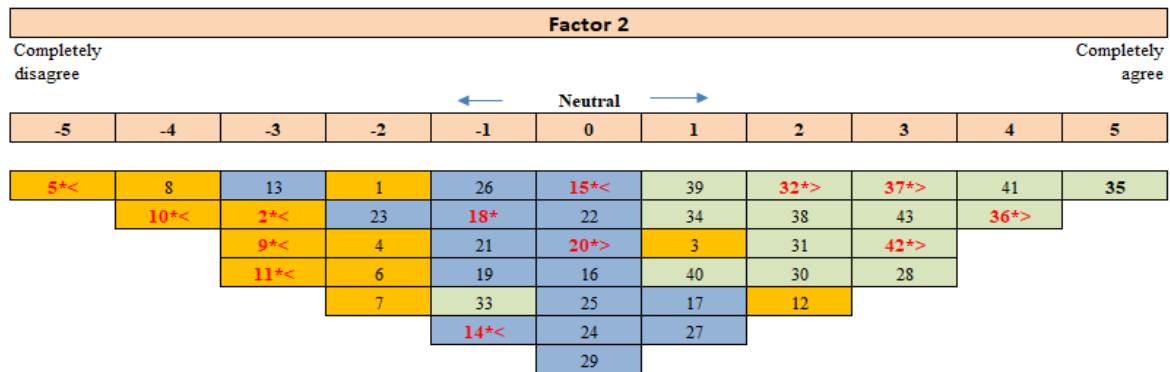 Factor 2
Completely disagree Completely agree
Neutral
-5 -4 -3 -2 -1 0 1 2 3 4 5
5*< 8 13 1 26 15*< 39 32*> 37*> 41 35
10*< 2*< 23 18* 22 34 38 43 36*>
9*< 4 21 20*> 3 31 42*>
11*< 6 19 16 40 30 28
7 33 25 17 12
14*< 24 27
29